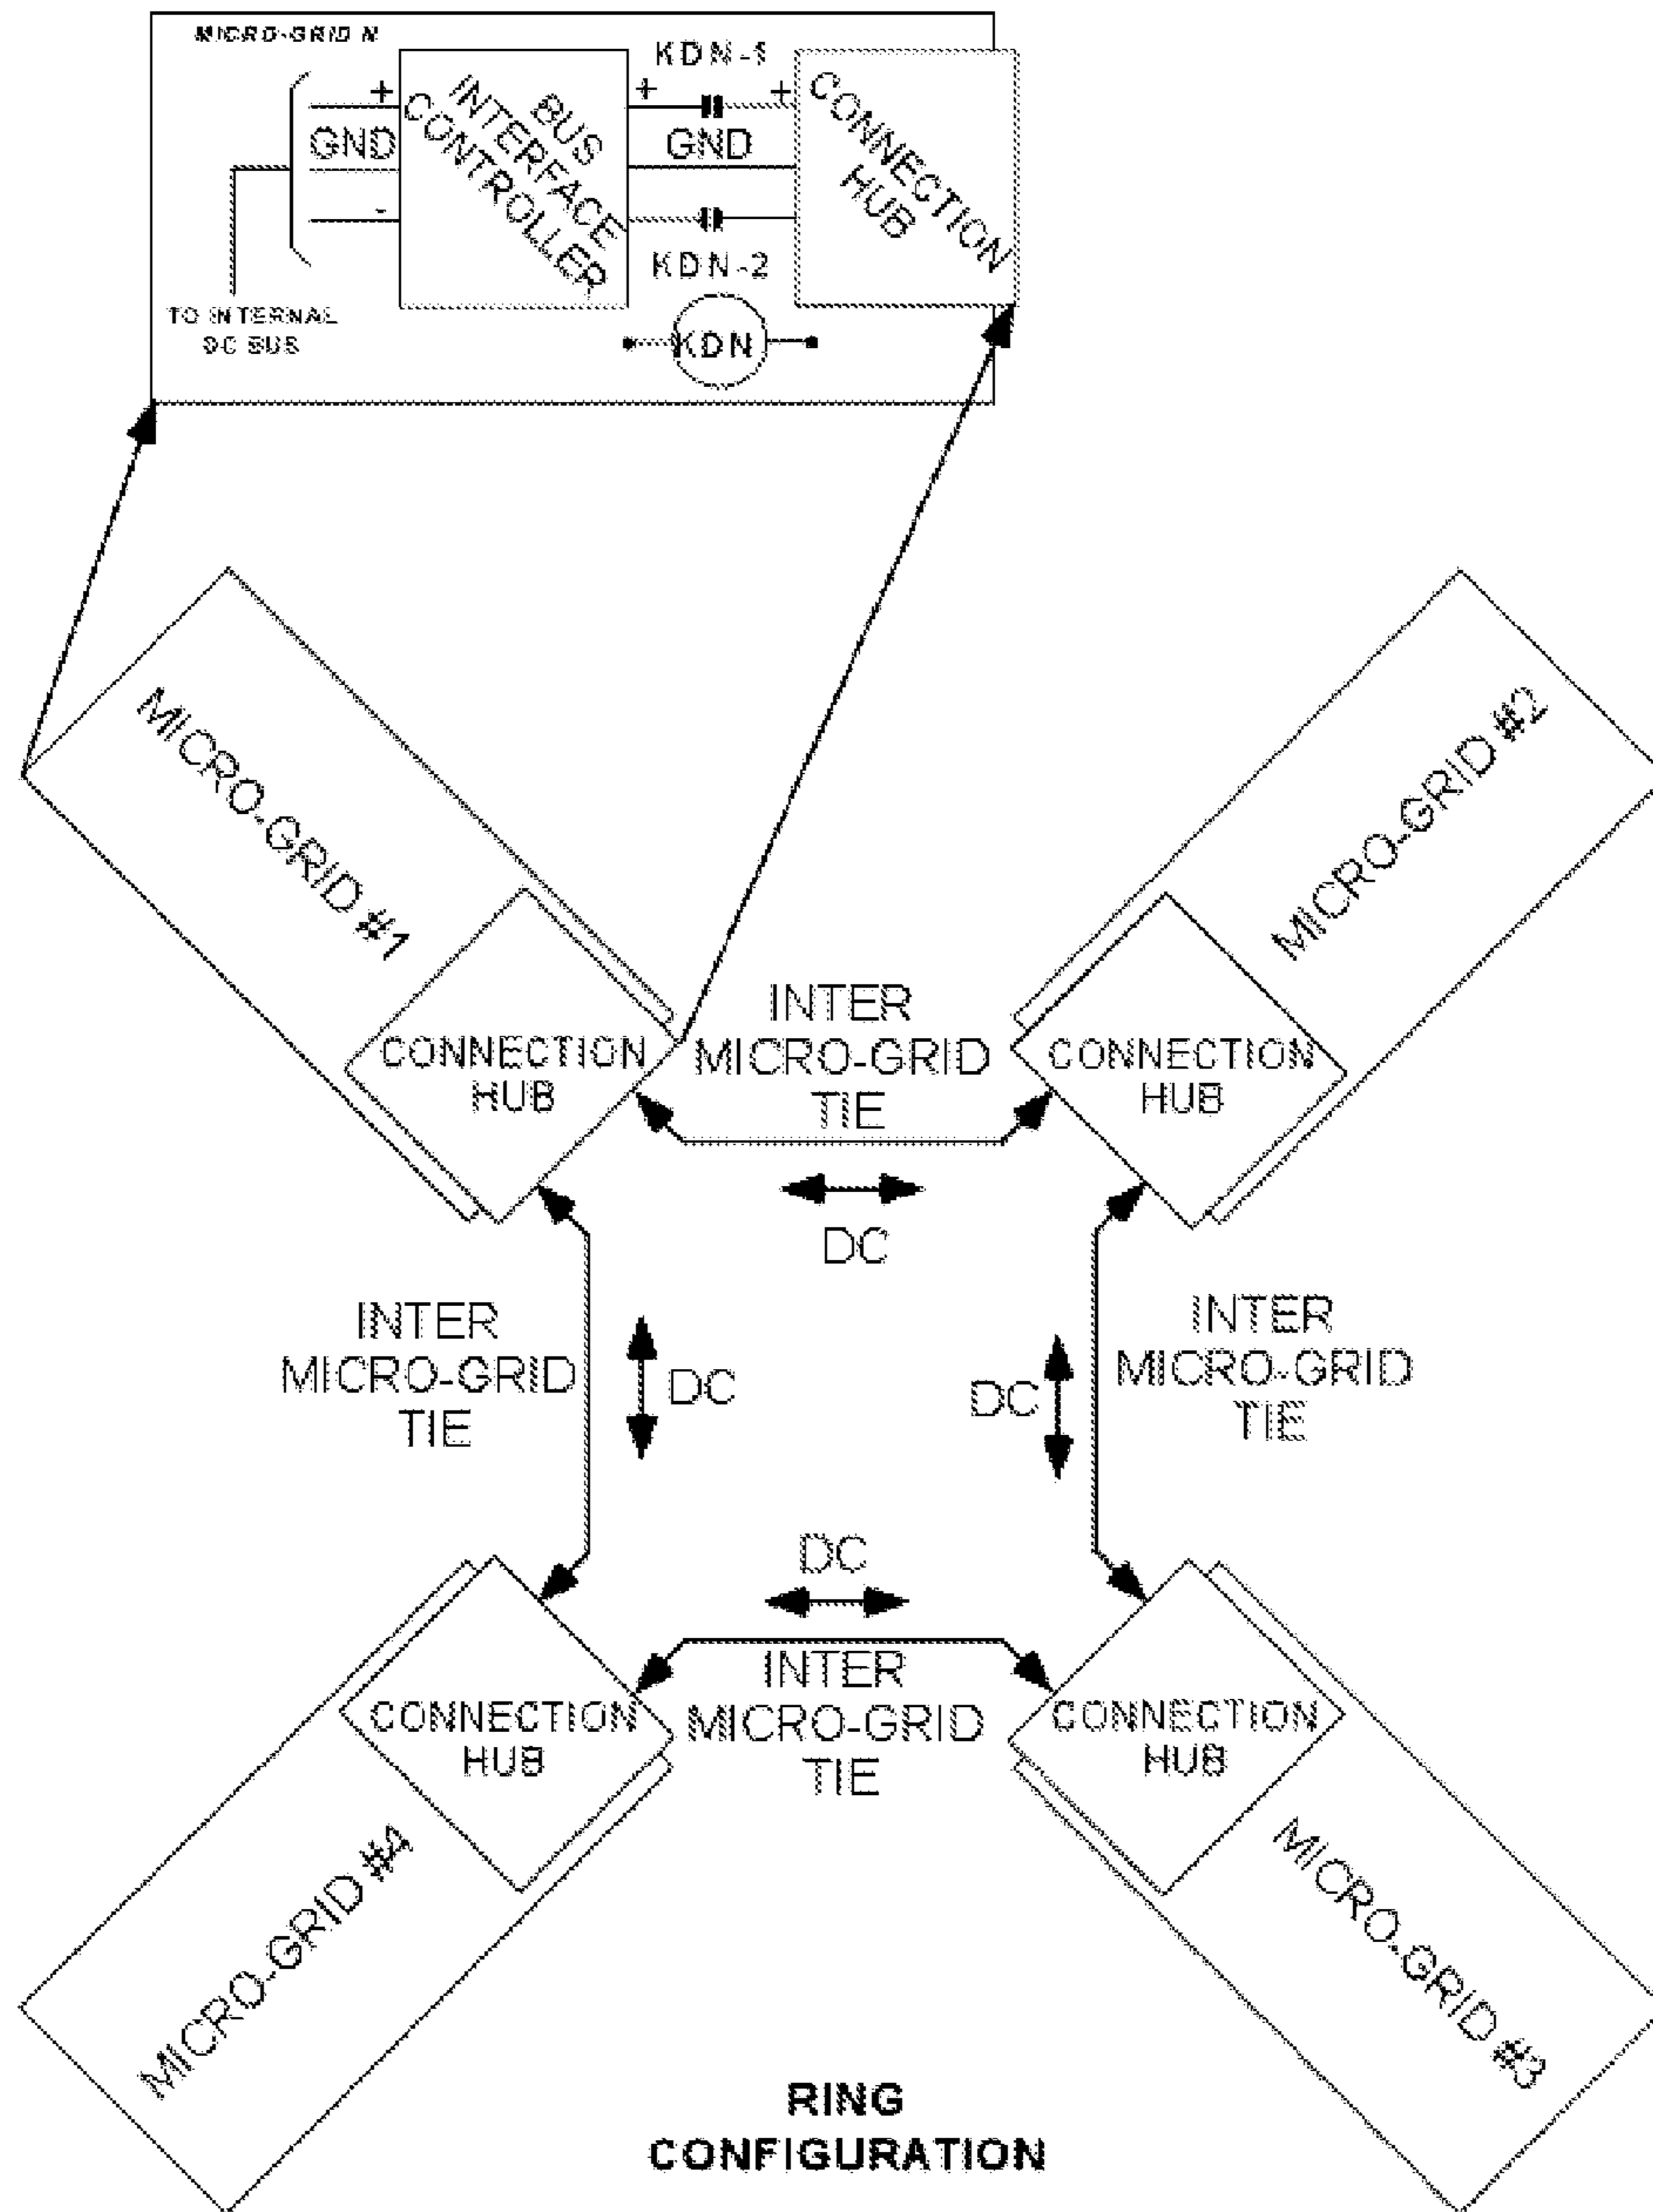 MICRO-GRID N
KDN-1
+
+
+
BUS
INTERFACE
CONTROLLER
CONNECTION
HUB
GND
GND
-
KDN-2
TO INTERNAL
DC BUS
KDN
MICRO-GRID #1
MICRO-GRID #2
CONNECTION
HUB
INTER
MICRO-GRID
TIE
CONNECTION
HUB
DC
INTER
MICRO-GRID
TIE
DC
DC
INTER
MICRO-GRID
TIE
DC
CONNECTION
HUB
INTER
MICRO-GRID
TIE
CONNECTION
HUB
MICRO-GRID #4
MICRO-GRID #3
RING
CONFIGURATION